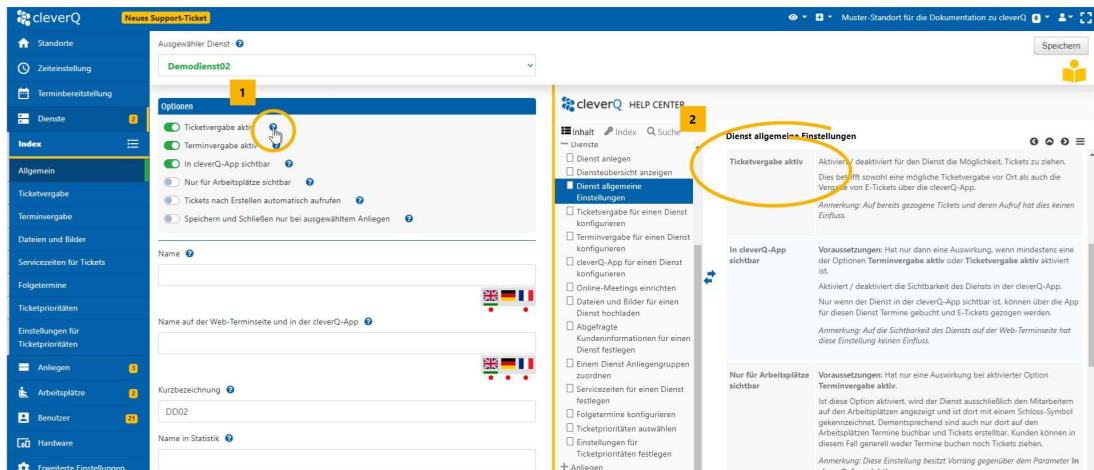 cleverQ
Neues Support-Ticket
Muster-Standort für die Dokumentation zu cleverQ
Standorte
Zeiteinstellung
Terminbereitstellung
Dienste 2
Index
Allgemein
Ticketvergabe
Terminvergabe
Dateien und Bilder
Servicezeiten für Tickets
Folgetermine
Ticketprioritäten
Einstellungen für
Ticketprioritäten
Anliegen 3
Arbeitsplätze 2
Benutzer 21
Hardware
Erweiterte Einstellungen
Ausgewähler Dienst
Speichern
Demodienst02
1
Optionen
Ticketvergabe aktiv
Terminvergabe aktiv
In cleverQ-App sichtbar
Nur für Arbeitsplätze sichtbar
Tickets nach Erstellen automatisch aufrufen
Speichern und Schließen nur bei ausgewähltem Anliegen
Name
Name auf der Web-Terminseite und in der cleverQ-App
Kurzbezeichnung
DD02
Name in Statistik
cleverQ HELP CENTER
2
Inhalt Index Suche
Dienste
Dienst anlegen
Diensteübersicht anzeigen
Dienst allgemeine
Einstellungen
Ticketvergabe für einen Dienst
konfigurieren
Terminvergabe für einen Dienst
konfigurieren
cleverQ-App für einen Dienst
konfigurieren
Online-Meetings einrichten
Dateien und Bilder für einen
Dienst hochladen
Abgefragte
Kundeninformationen für einen
Dienst festlegen
Einem Dienst Anliegengruppen
zuordnen
Servicezeiten für einen Dienst
festlegen
Folgetermine konfigurieren
Ticketprioritäten auswählen
Einstellungen für
Ticketprioritäten festlegen
Anliegen
Dienst allgemeine Einstellungen
Ticketvergabe aktiv
Aktiviert / deaktiviert für den Dienst die Möglichkeit, Tickets zu ziehen.
Dies betrifft sowohl eine mögliche Ticketvergabe vor Ort als auch die
Vergabe von E-Tickets über die cleverQ-App.
Anmerkung: Auf bereits gezogene Tickets und deren Aufruf hat dies keinen
Einfluss.
In cleverQ-App
sichtbar
Voraussetzungen: Hat nur dann eine Auswirkung, wenn mindestens eine
der Optionen Terminvergabe aktiv oder Ticketvergabe aktiv aktiviert
ist.
Aktiviert / deaktiviert die Sichtbarkeit des Diensts in der cleverQ-App.
Nur wenn der Dienst in der cleverQ-App sichtbar ist, können über die App
für diesen Dienst Termine gebucht und E-Tickets gezogen werden.
Anmerkung: Auf die Sichtbarkeit des Diensts auf der Web-Terminseite hat
diese Einstellung keinen Einfluss.
Nur für Arbeitsplätze
sichtbar
Voraussetzungen: Hat nur eine Auswirkung bei aktivierter Option
Terminvergabe aktiv.
Ist diese Option aktiviert, wird der Dienst ausschließlich den Mitarbeitern
auf den Arbeitsplätzen angezeigt und ist dort mit einem Schloss-Symbol
gekennzeichnet. Dementsprechend sind auch nur dort auf den
Arbeitsplätzen Termine buchbar und Tickets erstellbar. Kunden können in
diesem Fall generell weder Termine buchen noch Tickets ziehen.
Anmerkung: Diese Einstellung besitzt Vorrang gegenüber dem Parameter In